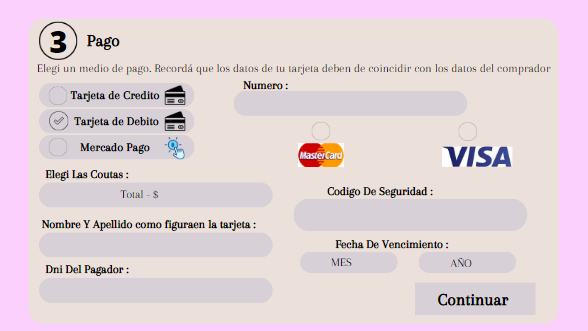 3 Pago
Elegi un medio de pago. Recordá que los datos de tu tarjeta deben de coincidir con los datos del comprador
Tarjeta de Credito
Tarjeta de Debito
Mercado Pago
Numero :
MasterCard
VISA
Elegi Las Coutas :
Total - $
Codigo De Seguridad :
Nombre Y Apellido como figuraen la tarjeta :
Fecha De Vencimiento :
MES
AÑO
Dni Del Pagador :
Continuar